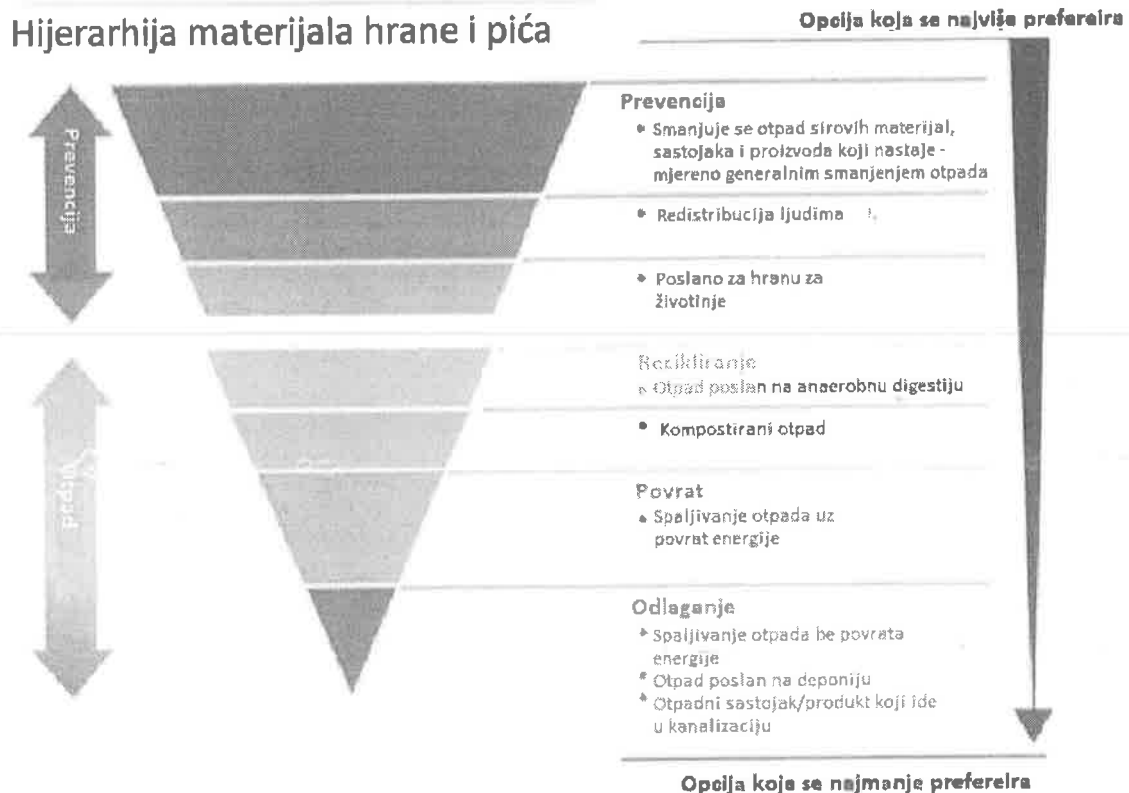 Hijerarhija materijala hrane i pića
Opcija koja se najviše prefereira
Prevencija
Prevencija
• Smanjuje se otpad sirovih materijal,
sastojaka i proizvoda koji nastaje -
mjereno generalnim smanjenjem otpada
• Redistribucija ljudima
• Poslano za hranu za
životinje
Otpad
Recikliranje
• Otpad poslan na anaerobnu digestiju
• Kompostirani otpad
Povrat
• Spaljivanje otpada uz
povrat energije
Odlaganje
• Spaljivanje otpada be povrata
energije
• Otpad poslan na deponiju
• Otpadni sastojak/produkt koji ide
u kanalizaciju
Opcija koja se najmanje prefereira